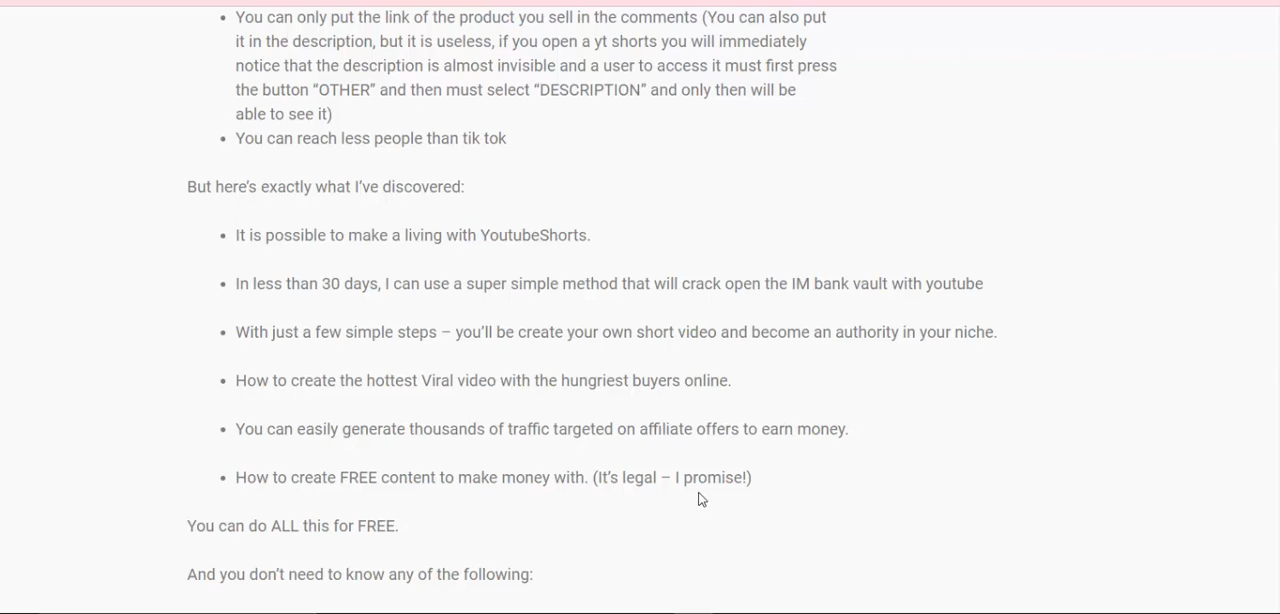 • You can only put the link of the product you sell in the comments (You can also put
it in the description, but it is useless, if you open a yt shorts you will immediately
notice that the description is almost invisible and a user to access it must first press
the button “OTHER” and then must select “DESCRIPTION” and only then will be
able to see it)
• You can reach less people than tik tok
But here’s exactly what I’ve discovered:
• It is possible to make a living with YoutubeShorts.
• In less than 30 days, I can use a super simple method that will crack open the IM bank vault with youtube
• With just a few simple steps – you’ll be create your own short video and become an authority in your niche.
• How to create the hottest Viral video with the hungriest buyers online.
• You can easily generate thousands of traffic targeted on affiliate offers to earn money.
• How to create FREE content to make money with. (It’s legal – I promise!)
You can do ALL this for FREE.
And you don’t need to know any of the following: